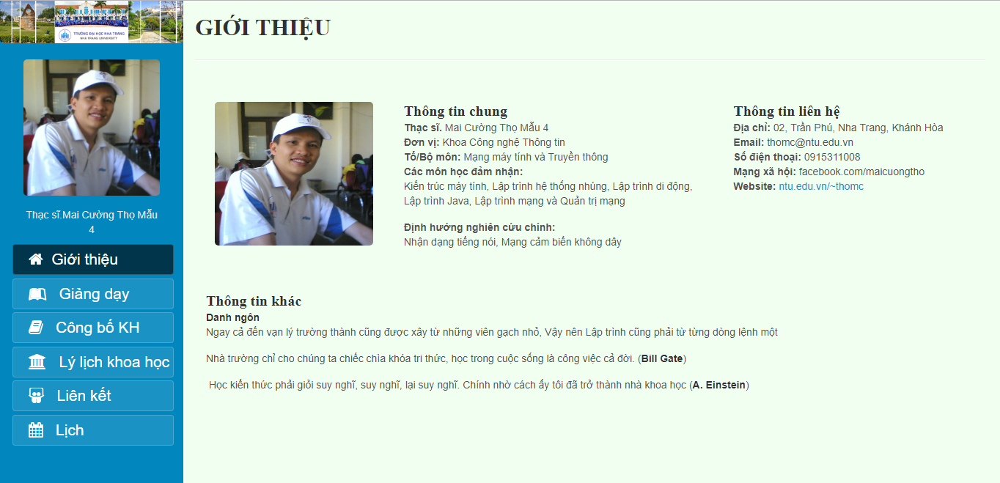 TRƯỜNG ĐẠI HỌC NHA TRANG
NHA TRANG UNIVERSITY
NTU
Thạc sĩ.Mai Cường Thọ Mẫu
4
Giới thiệu
Giảng dạy
Công bố KH
Lý lịch khoa học
Liên kết
Lịch
GIỚI THIỆU
Thông tin chung
Thạc sĩ. Mai Cường Thọ Mẫu 4
Đơn vị: Khoa Công nghệ Thông tin
Tổ/Bộ môn: Mạng máy tính và Truyền thông
Các môn học đảm nhận:
Kiến trúc máy tính, Lập trình hệ thống nhúng, Lập trình di động,
Lập trình Java, Lập trình mạng và Quản trị mạng
Định hướng nghiên cứu chính:
Nhận dạng tiếng nói, Mạng cảm biến không dây
Thông tin liên hệ
Địa chỉ: 02, Trần Phú, Nha Trang, Khánh Hòa
Email: thomc@ntu.edu.vn
Số điện thoại: 0915311008
Mạng xã hội: facebook.com/maicuongtho
Website: ntu.edu.vn/~thomc
Thông tin khác
Danh ngôn
Ngay cả đến vạn lý trường thành cũng được xây từ những viên gạch nhỏ, Vậy nên Lập trình cũng phải từ từng dòng lệnh một
Nhà trường chỉ cho chúng ta chiếc chìa khóa tri thức, học trong cuộc sống là công việc cả đời. (Bill Gate)
Học kiến thức phải giỏi suy nghĩ, suy nghĩ, lại suy nghĩ. Chính nhờ cách ấy tôi đã trở thành nhà khoa học (A. Einstein)